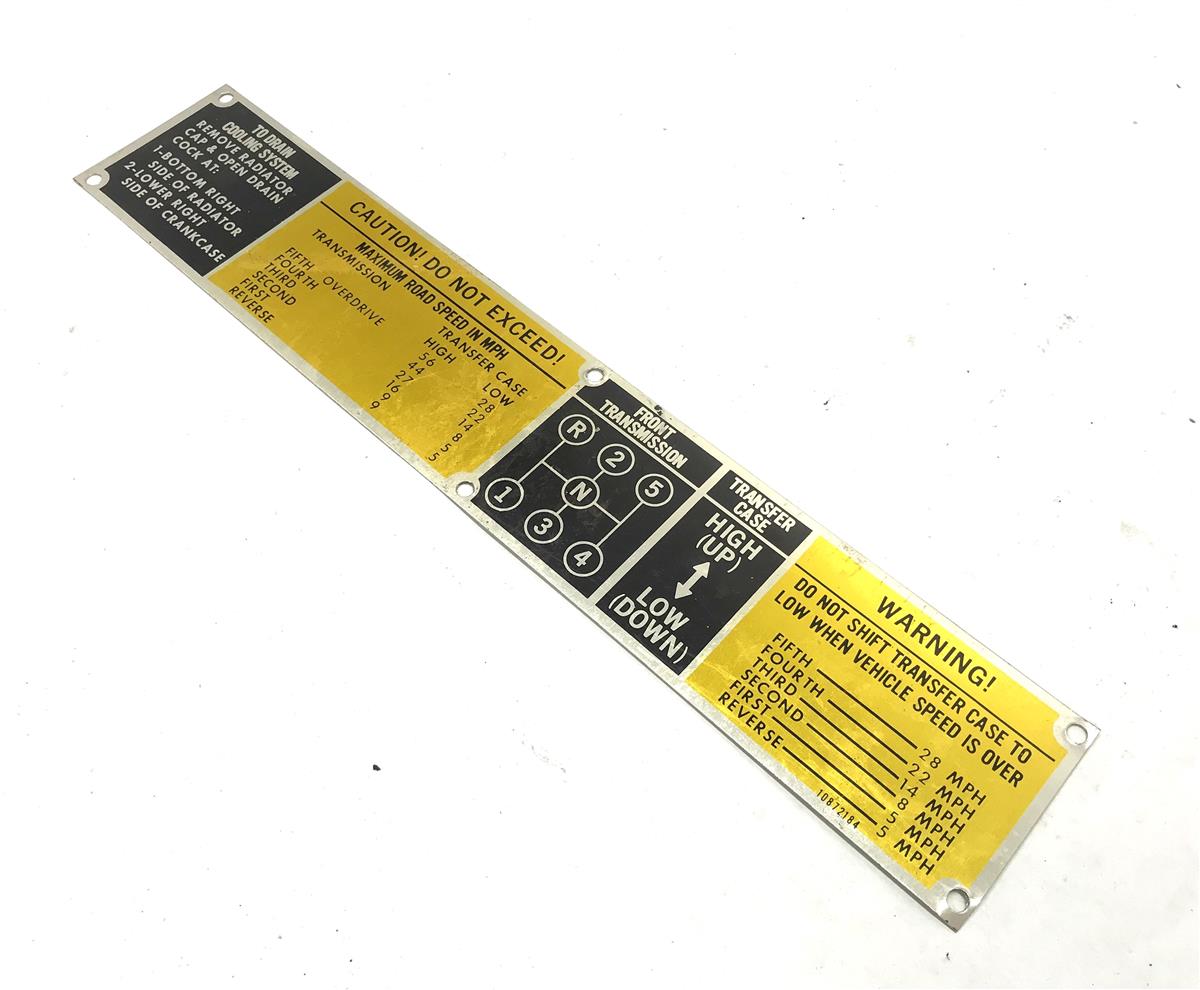 TO DRAIN
COOLING SYSTEM
REMOVE RADIATOR
CAP & OPEN DRAIN
COCK AT:
1-BOTTOM RIGHT
SIDE OF RADIATOR
2-LOWER RIGHT
SIDE OF CRANKCASE
CAUTION! DO NOT EXCEED!
MAXIMUM ROAD SPEED IN MPH
TRANSMISSION TRANSFER CASE
HIGH LOW
FIFTH OVERDRIVE 56 28
FOURTH 44 22
THIRD 27 14
SECOND 16 8
FIRST 9 5
REVERSE 9 5
FRONT
TRANSMISSION
R 2 5
N
1 3 4
TRANSFER
CASE
HIGH
(UP)
LOW
(DOWN)
WARNING!
DO NOT SHIFT TRANSFER CASE TO
LOW WHEN VEHICLE SPEED IS OVER
FIFTH 28 MPH
FOURTH 22 MPH
THIRD 14 MPH
SECOND 8 MPH
FIRST 5 MPH
REVERSE 5 MPH
10872184